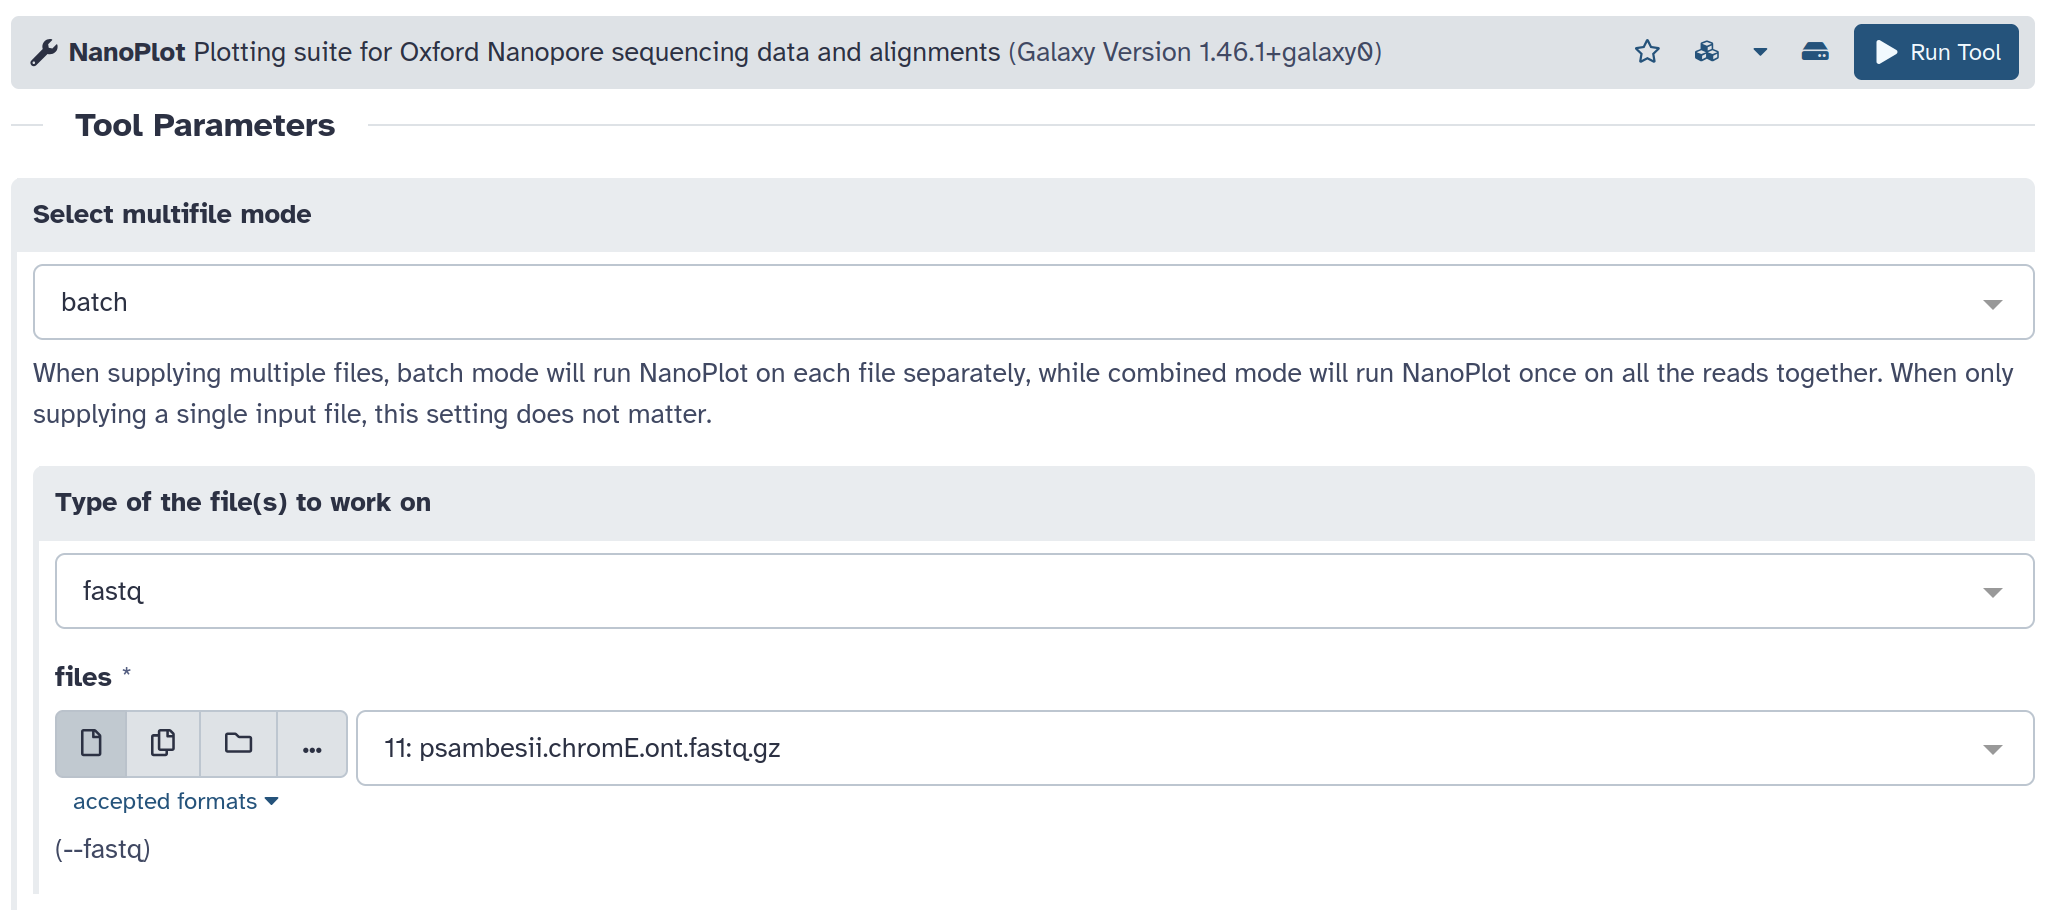 NanoPlot Plotting suite for Oxford Nanopore sequencing data and alignments (Galaxy Version 1.46.1+galaxy0)
Run Tool
Tool Parameters
Select multifile mode
batch
When supplying multiple files, batch mode will run NanoPlot on each file separately, while combined mode will run NanoPlot once on all the reads together. When only
supplying a single input file, this setting does not matter.
Type of the file(s) to work on
fastq
files *
11: psambesii.chromE.ont.fastq.gz
accepted formats
(--fastq)